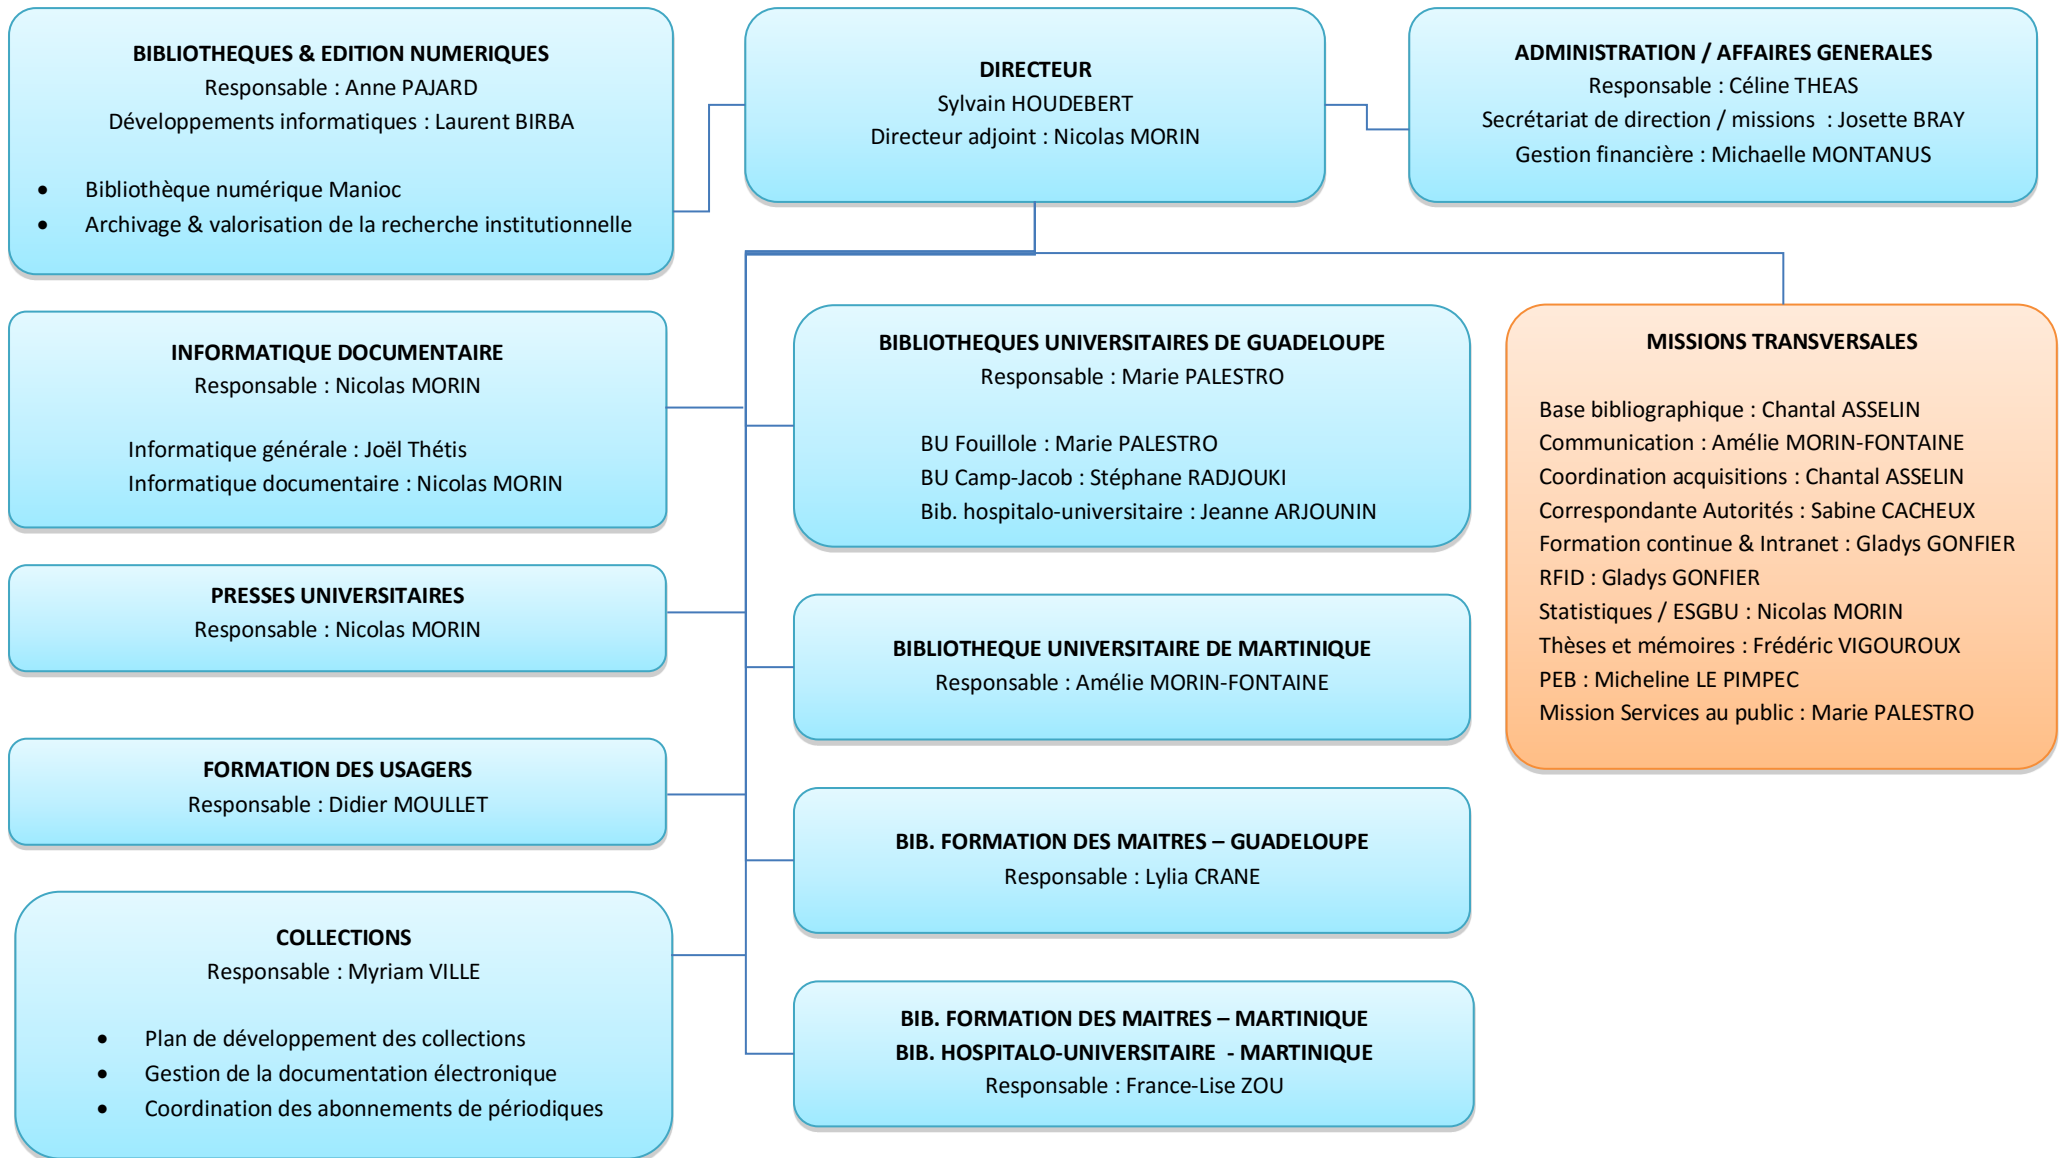 BIBLIOTHEQUES & EDITION NUMERIQUES
Responsable : Anne PAJARD
Développements informatiques : Laurent BIRBA
• Bibliothèque numérique Manioc
• Archivage & valorisation de la recherche institutionnelle
DIRECTEUR
Sylvain HOUDEBERT
Directeur adjoint : Nicolas MORIN
ADMINISTRATION / AFFAIRES GENERALES
Responsable : Céline THEAS
Secrétariat de direction / missions : Josette BRAY
Gestion financière : Michaelle MONTANUS
INFORMATIQUE DOCUMENTAIRE
Responsable : Nicolas MORIN
Informatique générale : Joël Thétis
Informatique documentaire : Nicolas MORIN
PRESSES UNIVERSITAIRES
Responsable : Nicolas MORIN
FORMATION DES USAGERS
Responsable : Didier MOULLET
COLLECTIONS
Responsable : Myriam VILLE
• Plan de développement des collections
• Gestion de la documentation électronique
• Coordination des abonnements de périodiques
BIBLIOTHEQUES UNIVERSITAIRES DE GUADELOUPE
Responsable : Marie PALESTRO
BU Fouillole : Marie PALESTRO
BU Camp-Jacob : Stéphane RADJOUKI
Bib. hospitalo-universitaire : Jeanne ARJOUNIN
BIBLIOTHEQUE UNIVERSITAIRE DE MARTINIQUE
Responsable : Amélie MORIN-FONTAINE
BIB. FORMATION DES MAITRES – GUADELOUPE
Responsable : Lylia CRANE
BIB. FORMATION DES MAITRES – MARTINIQUE
BIB. HOSPITALO-UNIVERSITAIRE - MARTINIQUE
Responsable : France-Lise ZOU
MISSIONS TRANSVERSALES
Base bibliographique : Chantal ASSELIN
Communication : Amélie MORIN-FONTAINE
Coordination acquisitions : Chantal ASSELIN
Correspondante Autorités : Sabine CACHEUX
Formation continue & Intranet : Gladys GONFIER
RFID : Gladys GONFIER
Statistiques / ESGBU : Nicolas MORIN
Thèses et mémoires : Frédéric VIGOUROUX
PEB : Micheline LE PIMPEC
Mission Services au public : Marie PALESTRO